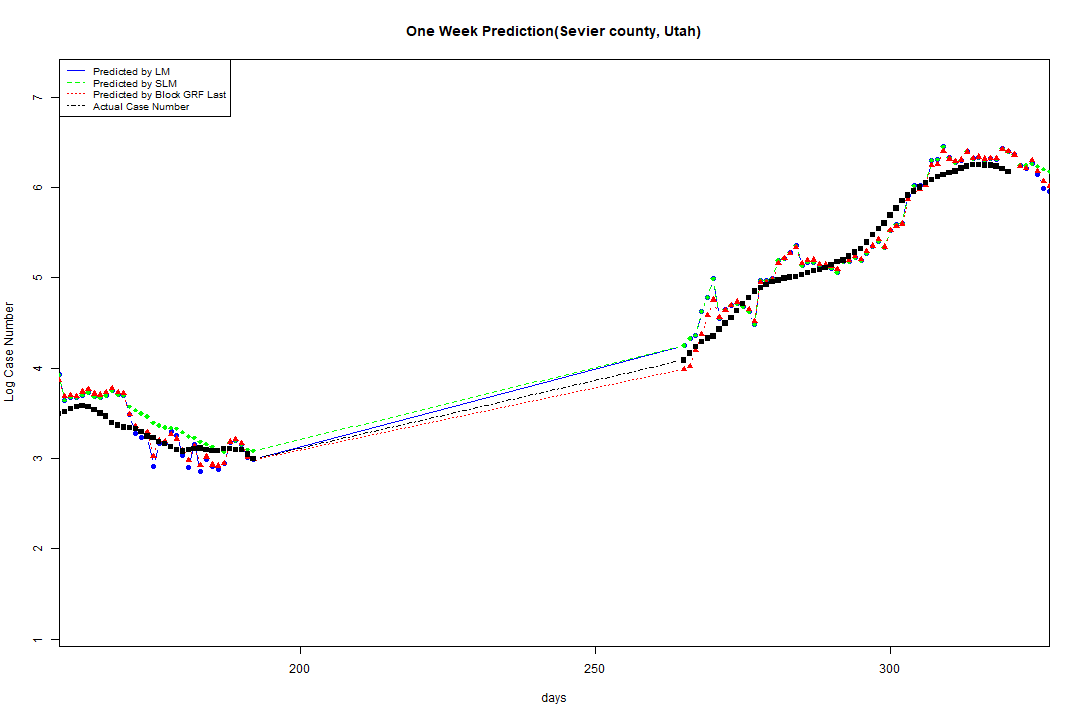 One Week Prediction(Sevier county, Utah)
Predicted by LM
Predicted by SLM
Predicted by Block GRF Last
Actual Case Number
7
6
5
4
3
2
1
Log Case Number
200
250
300
days